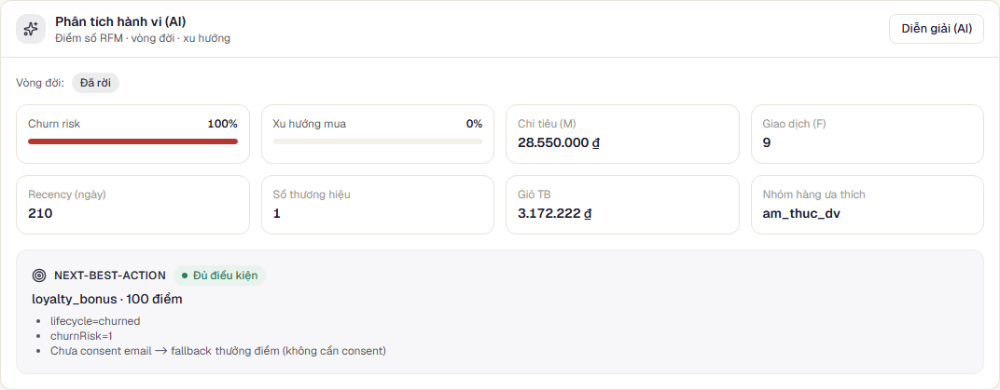 Phân tích hành vi (AI)
Điểm số RFM · vòng đời · xu hướng
Diễn giải (AI)
Vòng đời: Đã rời
Churn risk 100%
Xu hướng mua 0%
Chi tiêu (M)
28.550.000 ₫
Giao dịch (F)
9
Recency (ngày)
210
Số thương hiệu
1
Giỏ TB
3.172.222 ₫
Nhóm hàng ưa thích
am_thuc_dv
NEXT-BEST-ACTION Đủ điều kiện
loyalty_bonus · 100 điểm
lifecycle=churned
churnRisk=1
Chưa consent email → fallback thưởng điểm (không cần consent)